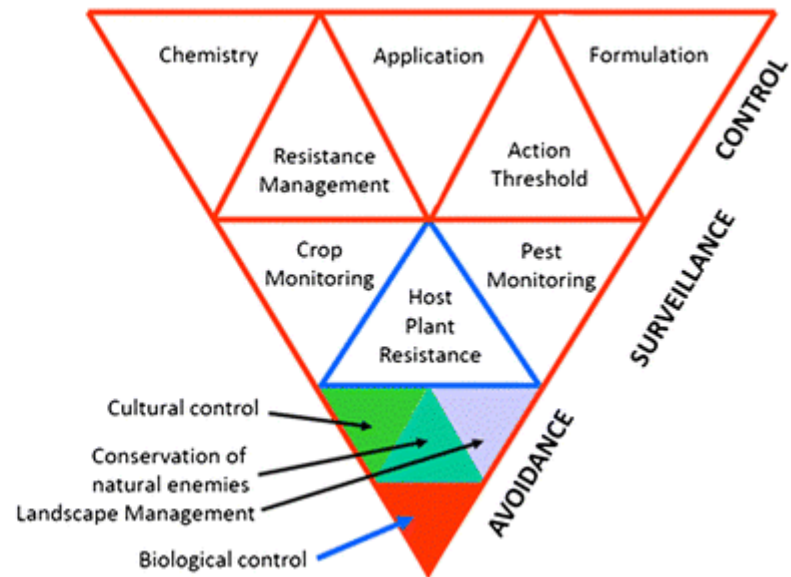 Chemistry
Application
Formulation
CONTROL
Resistance
Management
Action
Threshold
Crop
Monitoring
Pest
Monitoring
SURVEILLANCE
Host
Plant
Resistance
Cultural control
Conservation of
natural enemies
Landscape Management
AVOIDANCE
Biological control